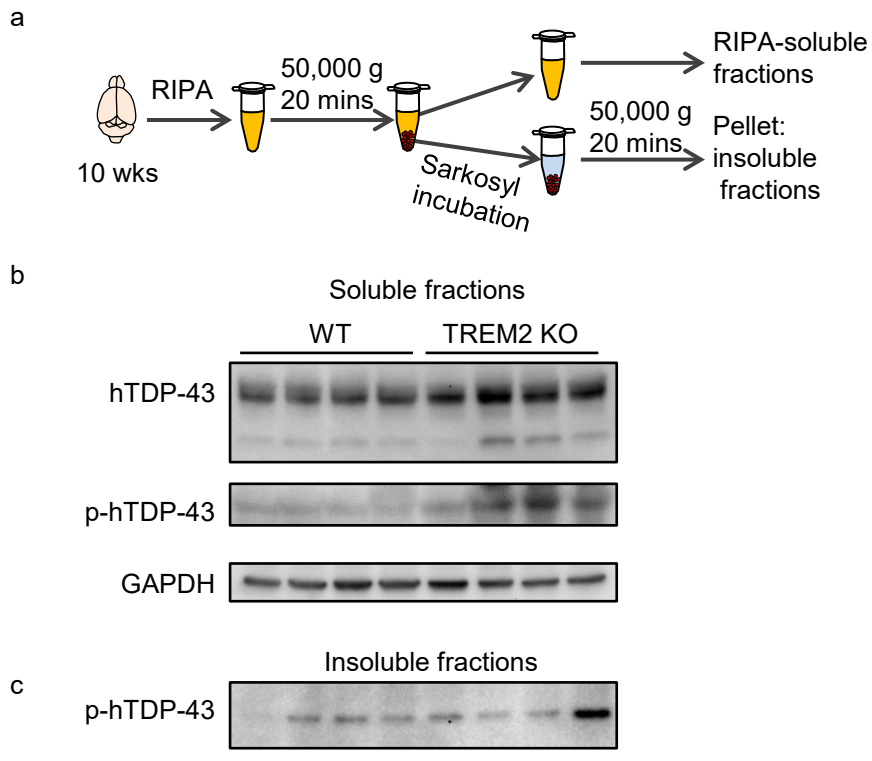 a
RIPA
10 wks
50,000 g
20 mins
Sarkosyl
incubation
RIPA-soluble
fractions
50,000 g
20 mins
Pellet:
insoluble
fractions
b
Soluble fractions
WT
TREM2 KO
hTDP-43
p-hTDP-43
GAPDH
Insoluble fractions
c
p-hTDP-43